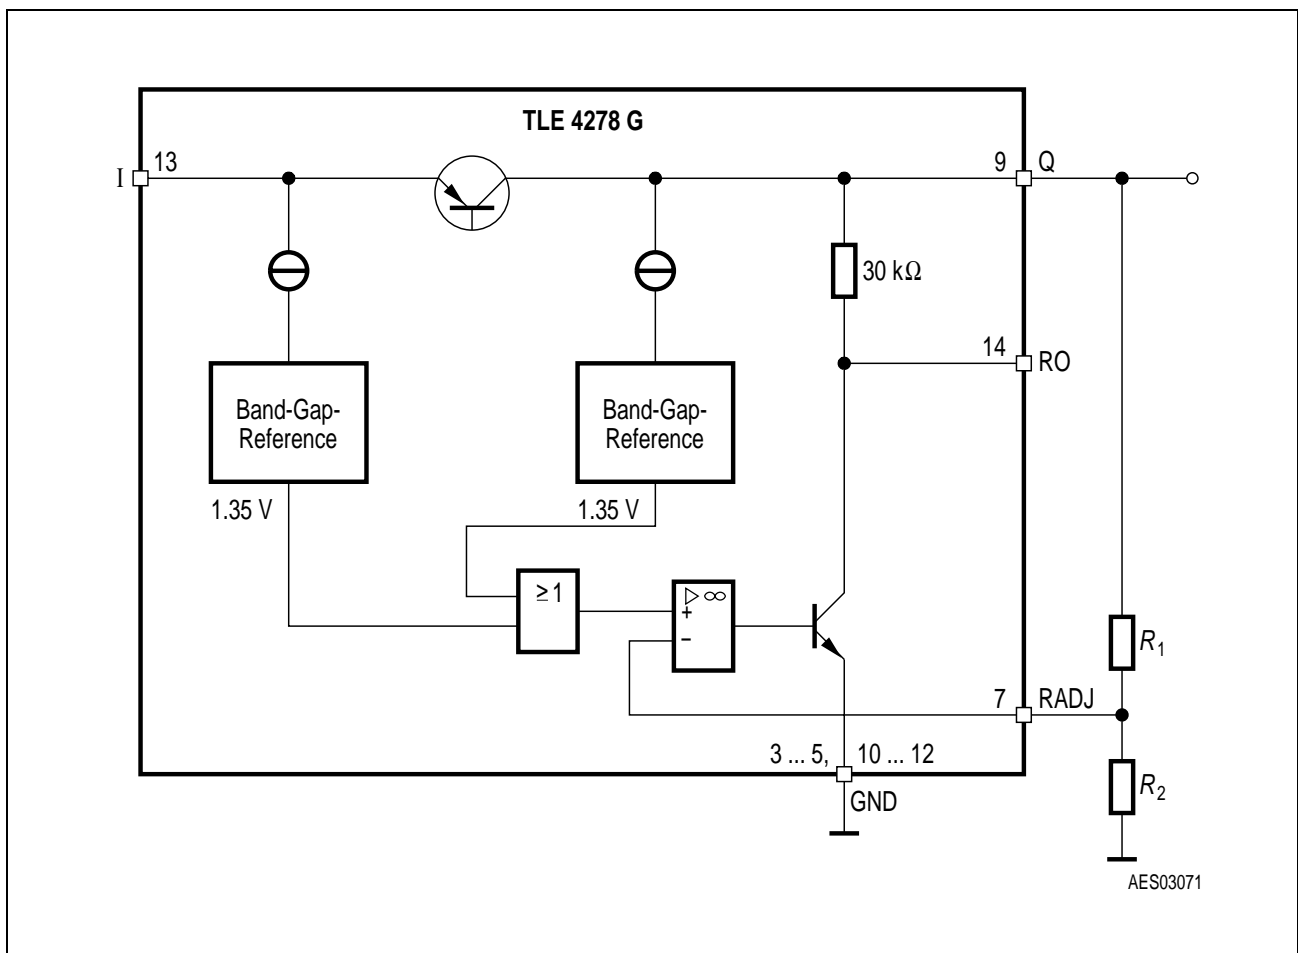 TLE 4278 G
I
13
9
Q
30 kΩ
14
RO
Band-Gap-
Reference
Band-Gap-
Reference
1.35 V
1.35 V
≥1
▷ ∞
+
−
R1
7
RADJ
3 ... 5, 10 ... 12
R2
GND
AES03071